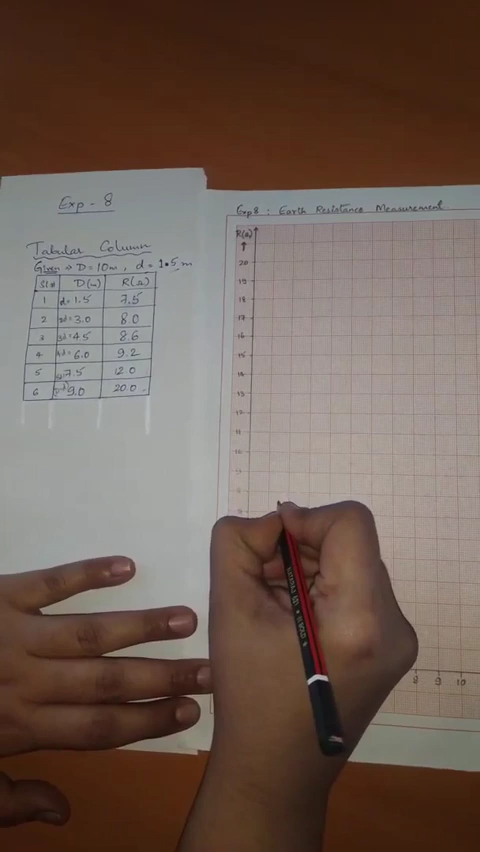 Exp - 8
Tabular Column
Given → D = 10m, d = 1.5 m
Sl.# D(m) R(Ω)
1 d = 1.5 7.5
2 2d = 3.0 8.0
3 3d = 4.5 8.6
4 4d = 6.0 9.2
5 7.5 12.0
6 9.0 20.0
Exp 8 : Earth Resistance Measurement
R(Ω)
20
19
18
17
16
15
14
13
12
11
10
9
8
8 9 10